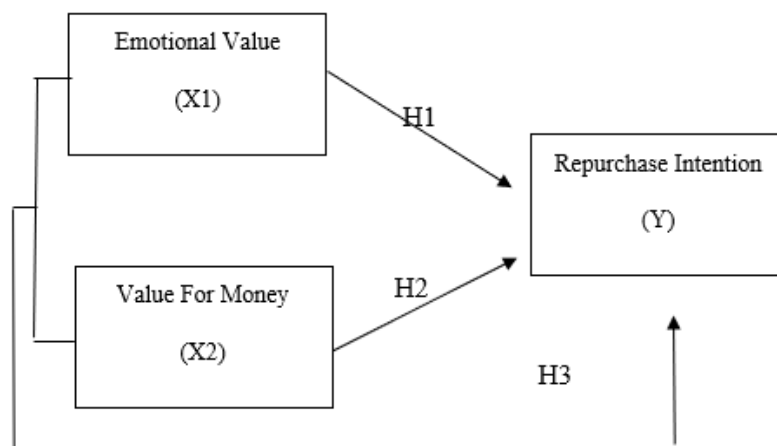 Emotional Value
(X1)
H1
Repurchase Intention
(Y)
Value For Money
(X2)
H2
H3